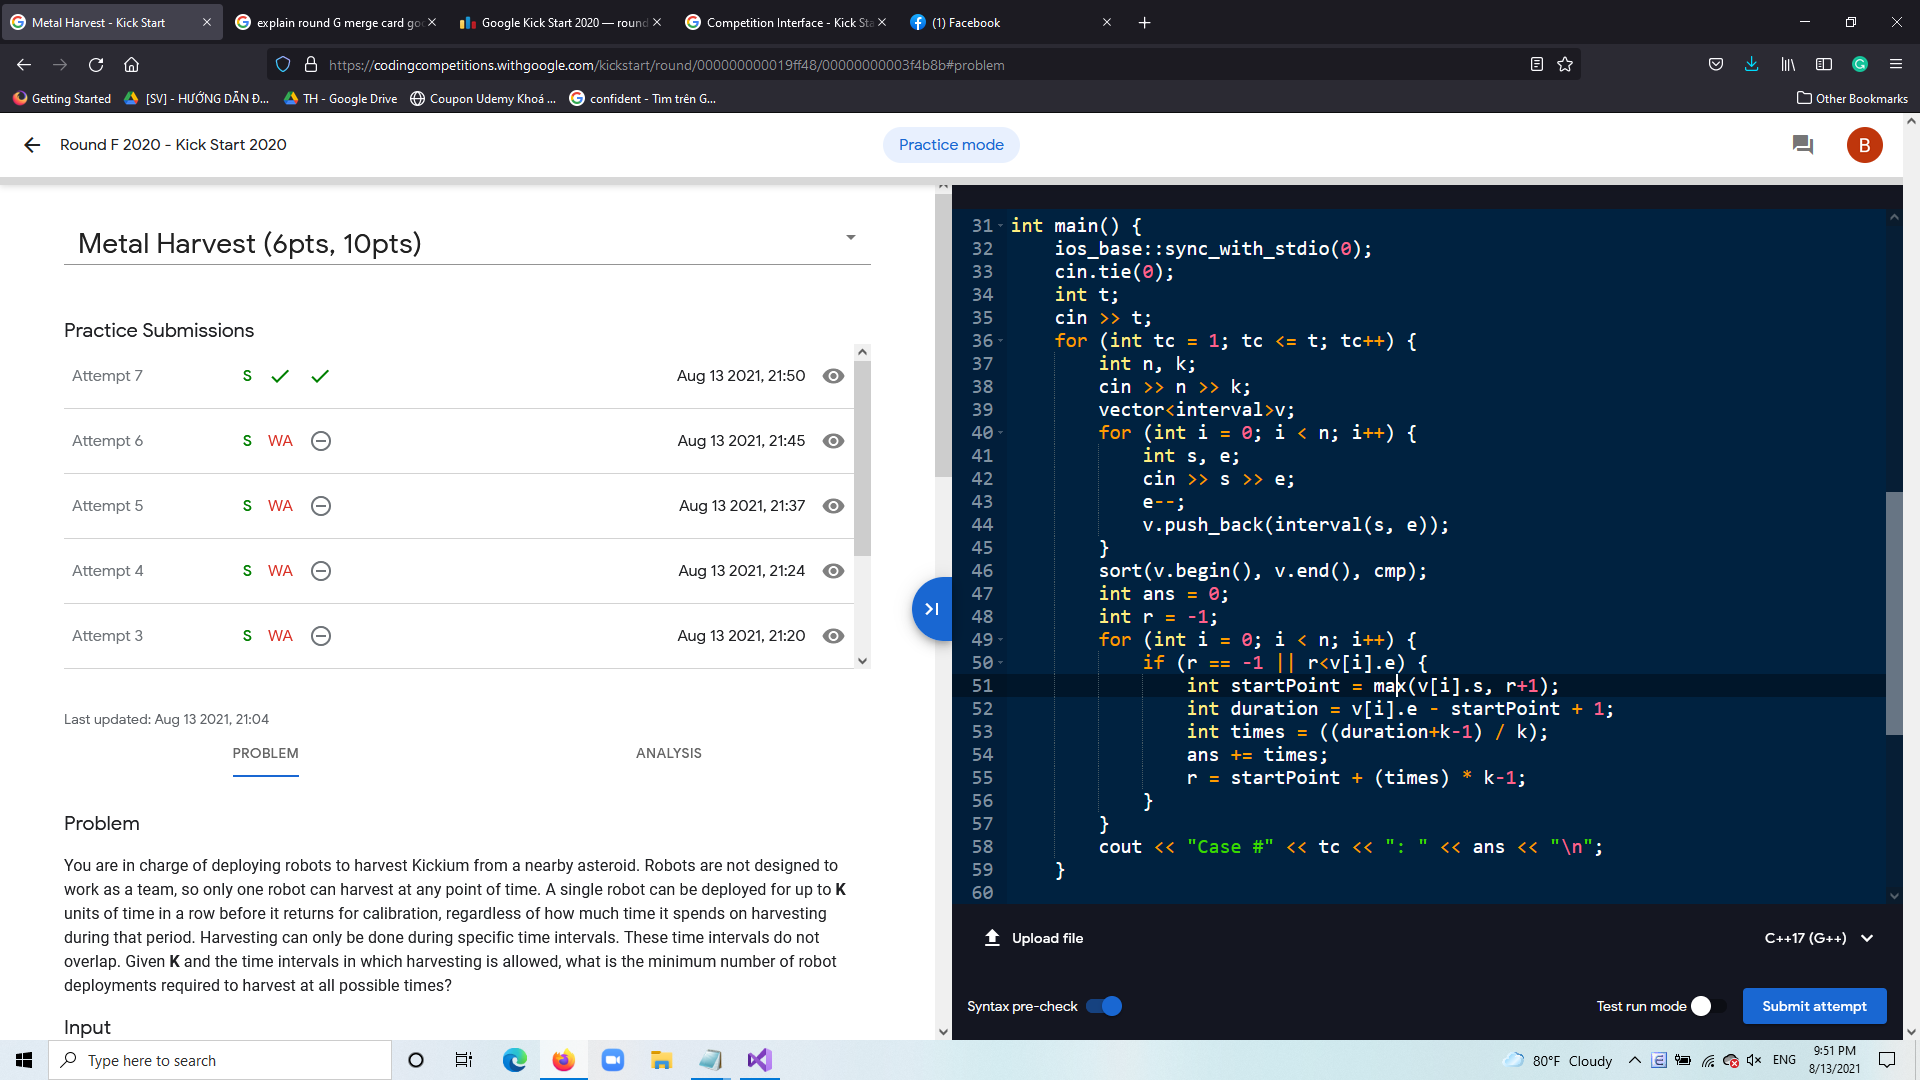 Metal Harvest - Kick Start
explain round G merge card go
Google Kick Start 2020 — round
Competition Interface - Kick Sta
(1) Facebook
https://codingcompetitions.withgoogle.com/kickstart/round/000000000019ff48/00000000003f4b8b#problem
Getting Started
[SV] - HƯỚNG DẪN Đ...
TH - Google Drive
Coupon Udemy Khoá ...
confident - Tìm trên G...
Other Bookmarks
Round F 2020 - Kick Start 2020
Practice mode
B
Metal Harvest (6pts, 10pts)
Practice Submissions
Attempt 7 S Aug 13 2021, 21:50
Attempt 6 S WA Aug 13 2021, 21:45
Attempt 5 S WA Aug 13 2021, 21:37
Attempt 4 S WA Aug 13 2021, 21:24
Attempt 3 S WA Aug 13 2021, 21:20
Last updated: Aug 13 2021, 21:04
PROBLEM
ANALYSIS
Problem
You are in charge of deploying robots to harvest Kickium from a nearby asteroid. Robots are not designed to
work as a team, so only one robot can harvest at any point of time. A single robot can be deployed for up to K
units of time in a row before it returns for calibration, regardless of how much time it spends on harvesting
during that period. Harvesting can only be done during specific time intervals. These time intervals do not
overlap. Given K and the time intervals in which harvesting is allowed, what is the minimum number of robot
deployments required to harvest at all possible times?
Input
31 int main() {
32 ios_base::sync_with_stdio(0);
33 cin.tie(0);
34 int t;
35 cin >> t;
36 for (int tc = 1; tc <= t; tc++) {
37 int n, k;
38 cin >> n >> k;
39 vector<interval>v;
40 for (int i = 0; i < n; i++) {
41 int s, e;
42 cin >> s >> e;
43 e--;
44 v.push_back(interval(s, e));
45 }
46 sort(v.begin(), v.end(), cmp);
47 int ans = 0;
48 int r = -1;
49 for (int i = 0; i < n; i++) {
50 if (r == -1 || r<v[i].e) {
51 int startPoint = max(v[i].s, r+1);
52 int duration = v[i].e - startPoint + 1;
53 int times = ((duration+k-1) / k);
54 ans += times;
55 r = startPoint + (times) * k-1;
56 }
57 }
58 cout << "Case #" << tc << ": " << ans << "\n";
59 }
60
Upload file
C++17 (G++)
Syntax pre-check
Test run mode
Submit attempt
Type here to search
80°F Cloudy
ENG
9:51 PM
8/13/2021